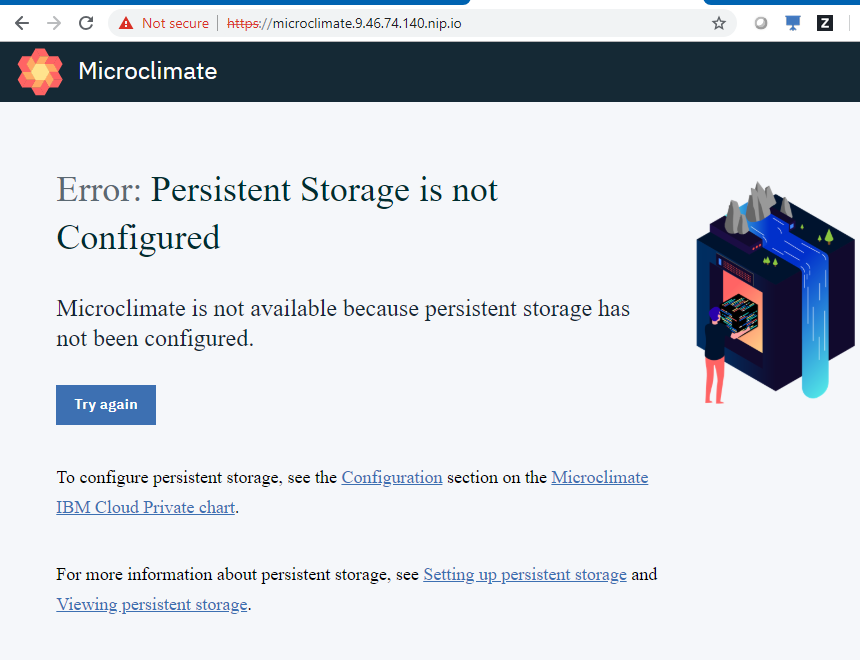 Not secure | https://microclimate.9.46.74.140.nip.io
Z
Microclimate
Error: Persistent Storage is not
Configured
Microclimate is not available because persistent storage has
not been configured.
Try again
To configure persistent storage, see the Configuration section on the Microclimate
IBM Cloud Private chart.
For more information about persistent storage, see Setting up persistent storage and
Viewing persistent storage.